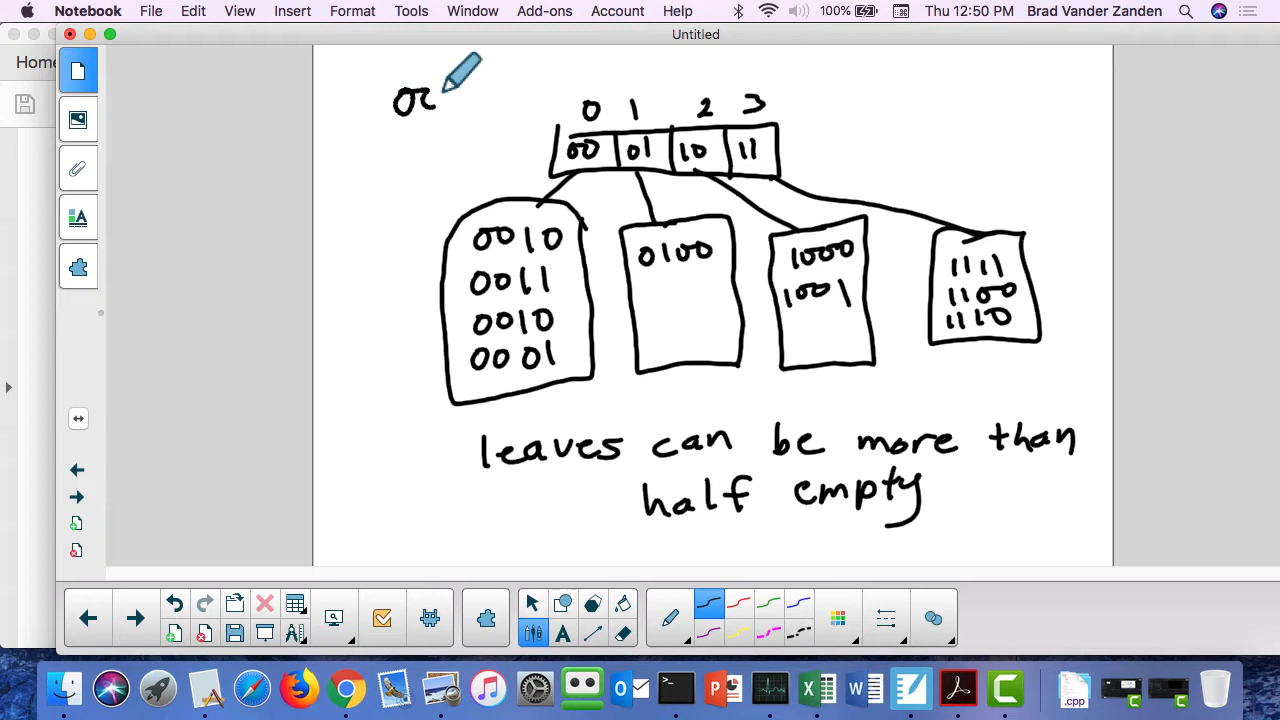 Notebook File Edit View Insert Format Tools Window Add-ons Account Help 100% Thu 12:50 PM Brad Vander Zanden
Untitled
Home
0 1 2 3
00 01 10 11
0010
0011
0010
0001
0100
1000
1001
1111
1100
1110
leaves can be more than
half empty
A
.cpp